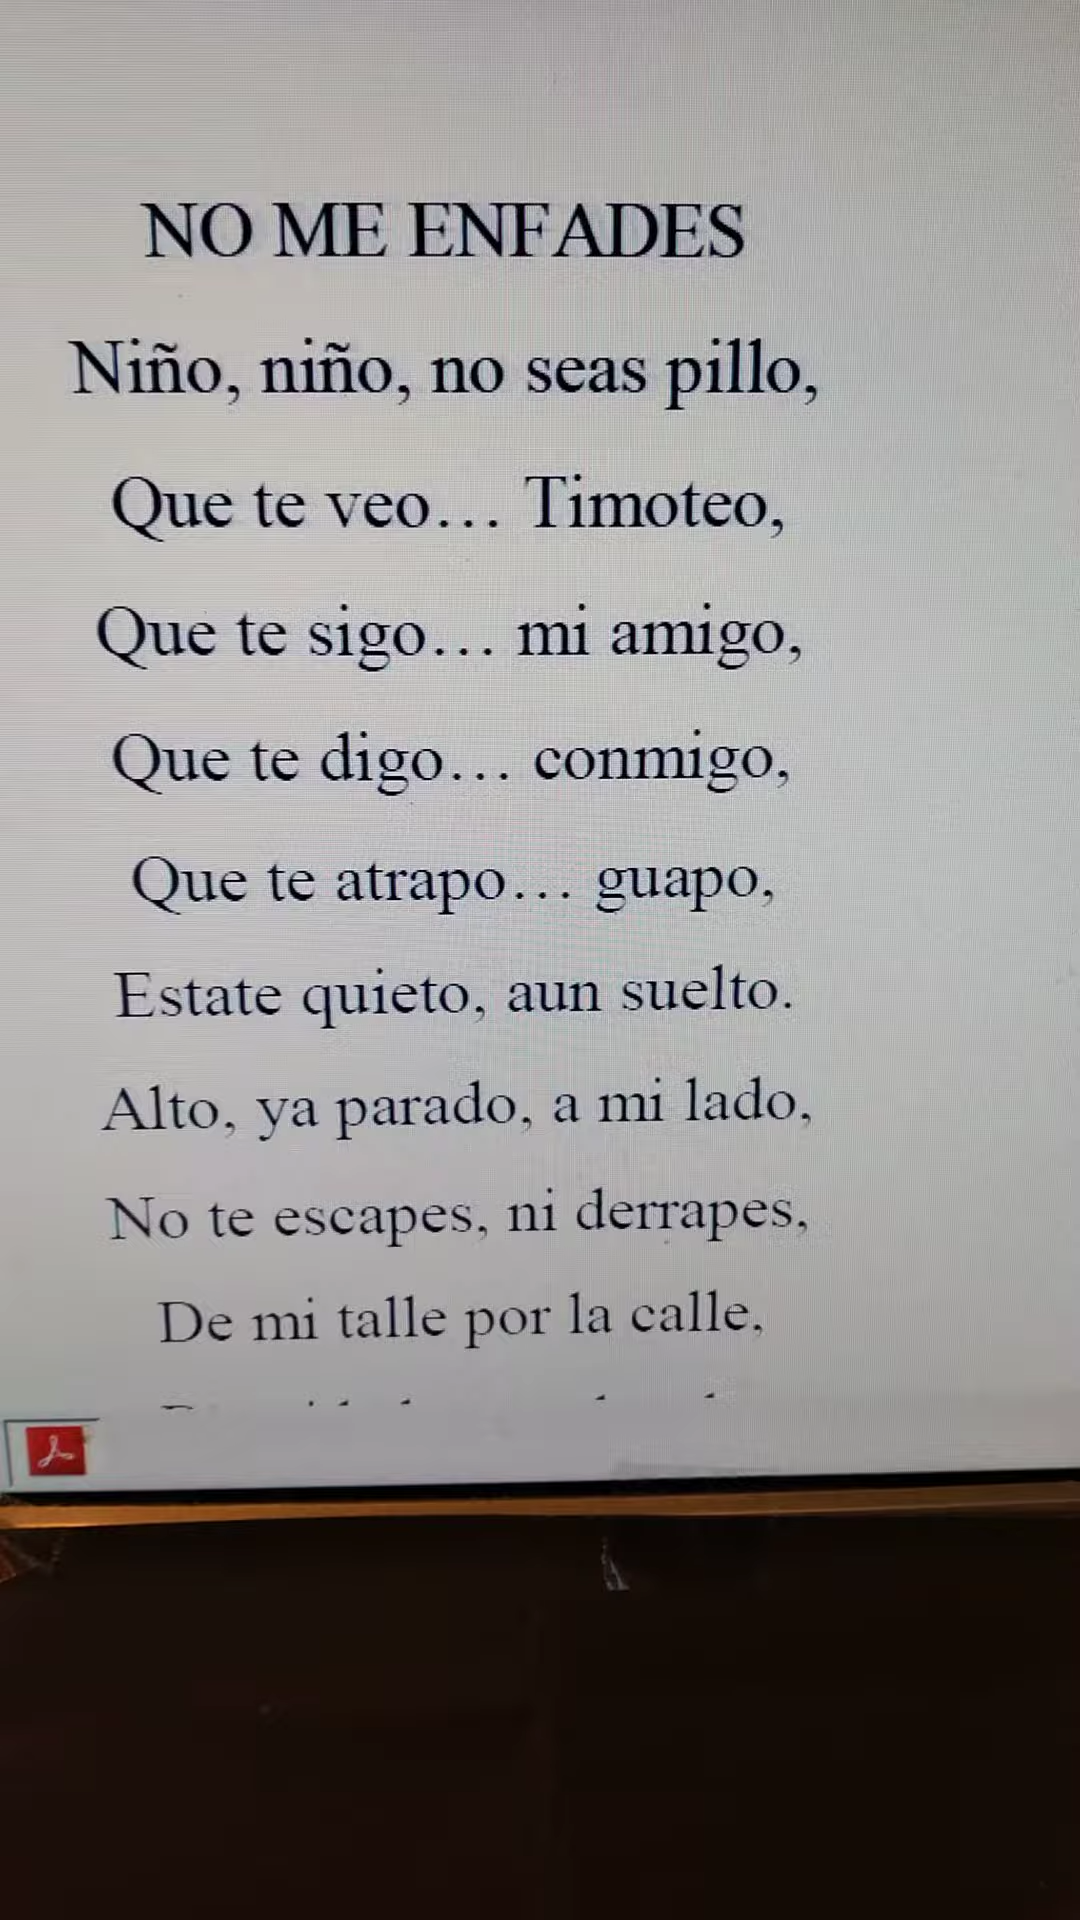 NO ME ENFADES
Niño, niño, no seas pillo,
Que te veo… Timoteo,
Que te sigo… mi amigo,
Que te digo… conmigo,
Que te atrapo… guapo,
Estate quieto, aun suelto.
Alto, ya parado, a mi lado,
No te escapes, ni derrapes,
De mi talle por la calle,